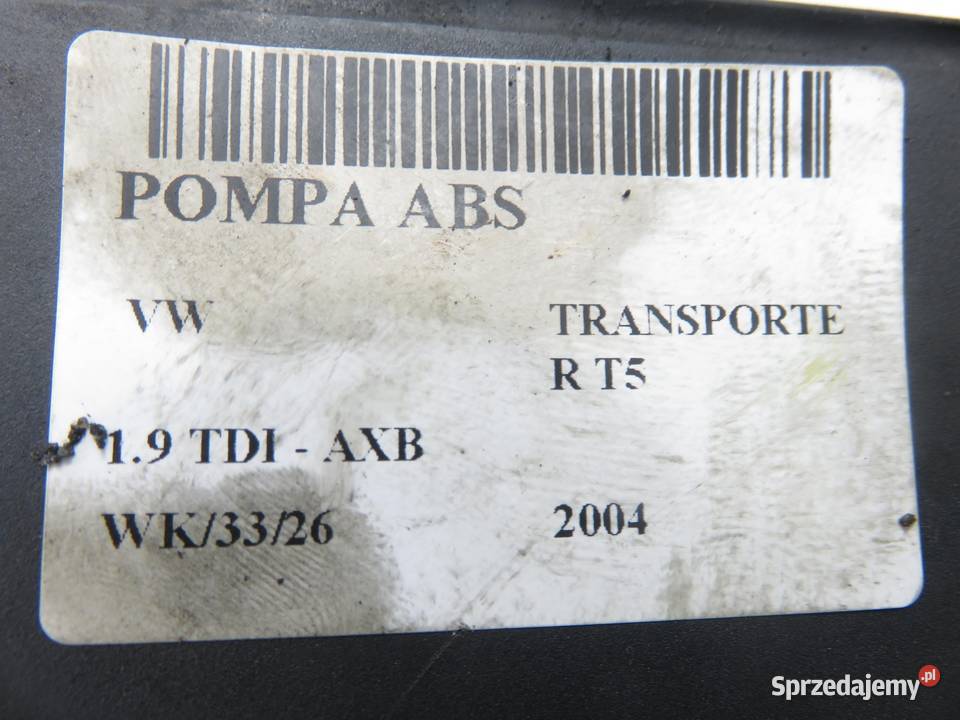 POMPA ABS
VW TRANSPORTE
R T5
1.9 TDI - AXB
WK/33/26 2004
Sprzedajemy.pl